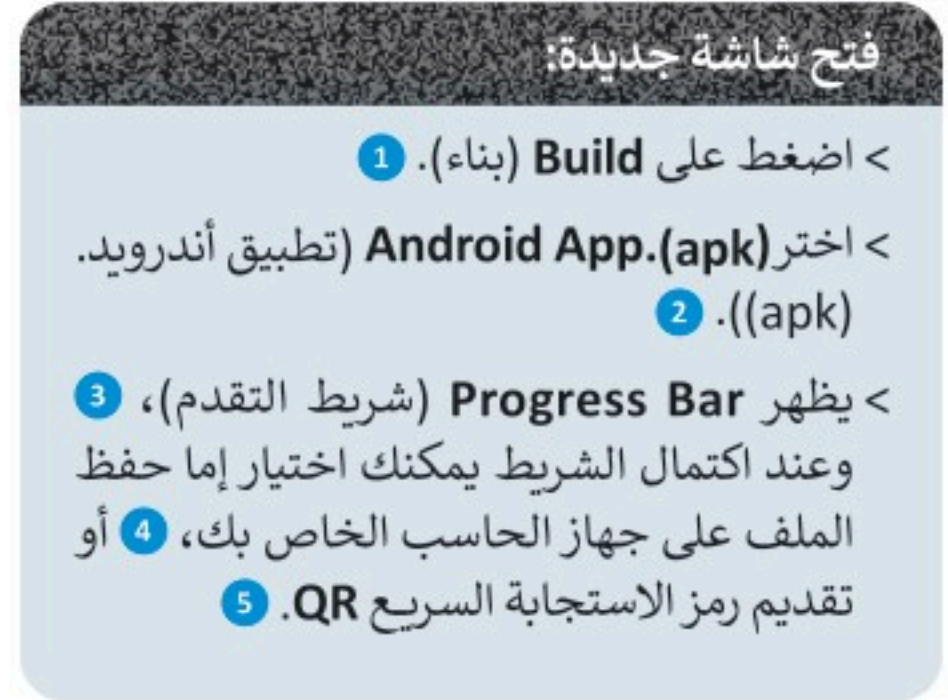 فتح شاشة جديدة:
> اضغط على Build (بناء). 1
> اختر Android App.(apk) (تطبيق أندرويد.
(apk)). 2
> يظهر Progress Bar (شريط التقدم)، 3
وعند اكتمال الشريط يمكنك اختيار إما حفظ
الملف على جهاز الحاسب الخاص بك، 4 أو
تقديم رمز الاستجابة السريع QR. 5